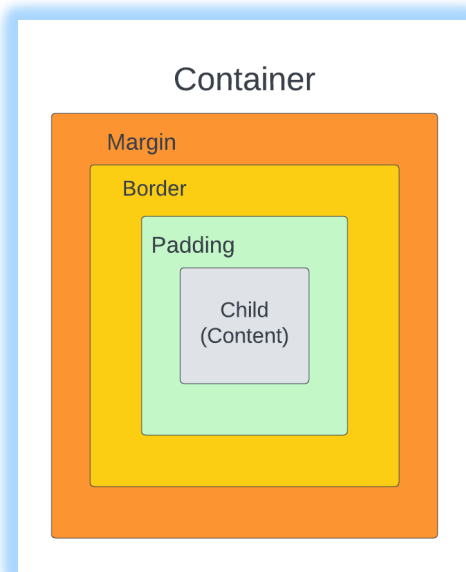 Container
Margin
Border
Padding
Child
(Content)